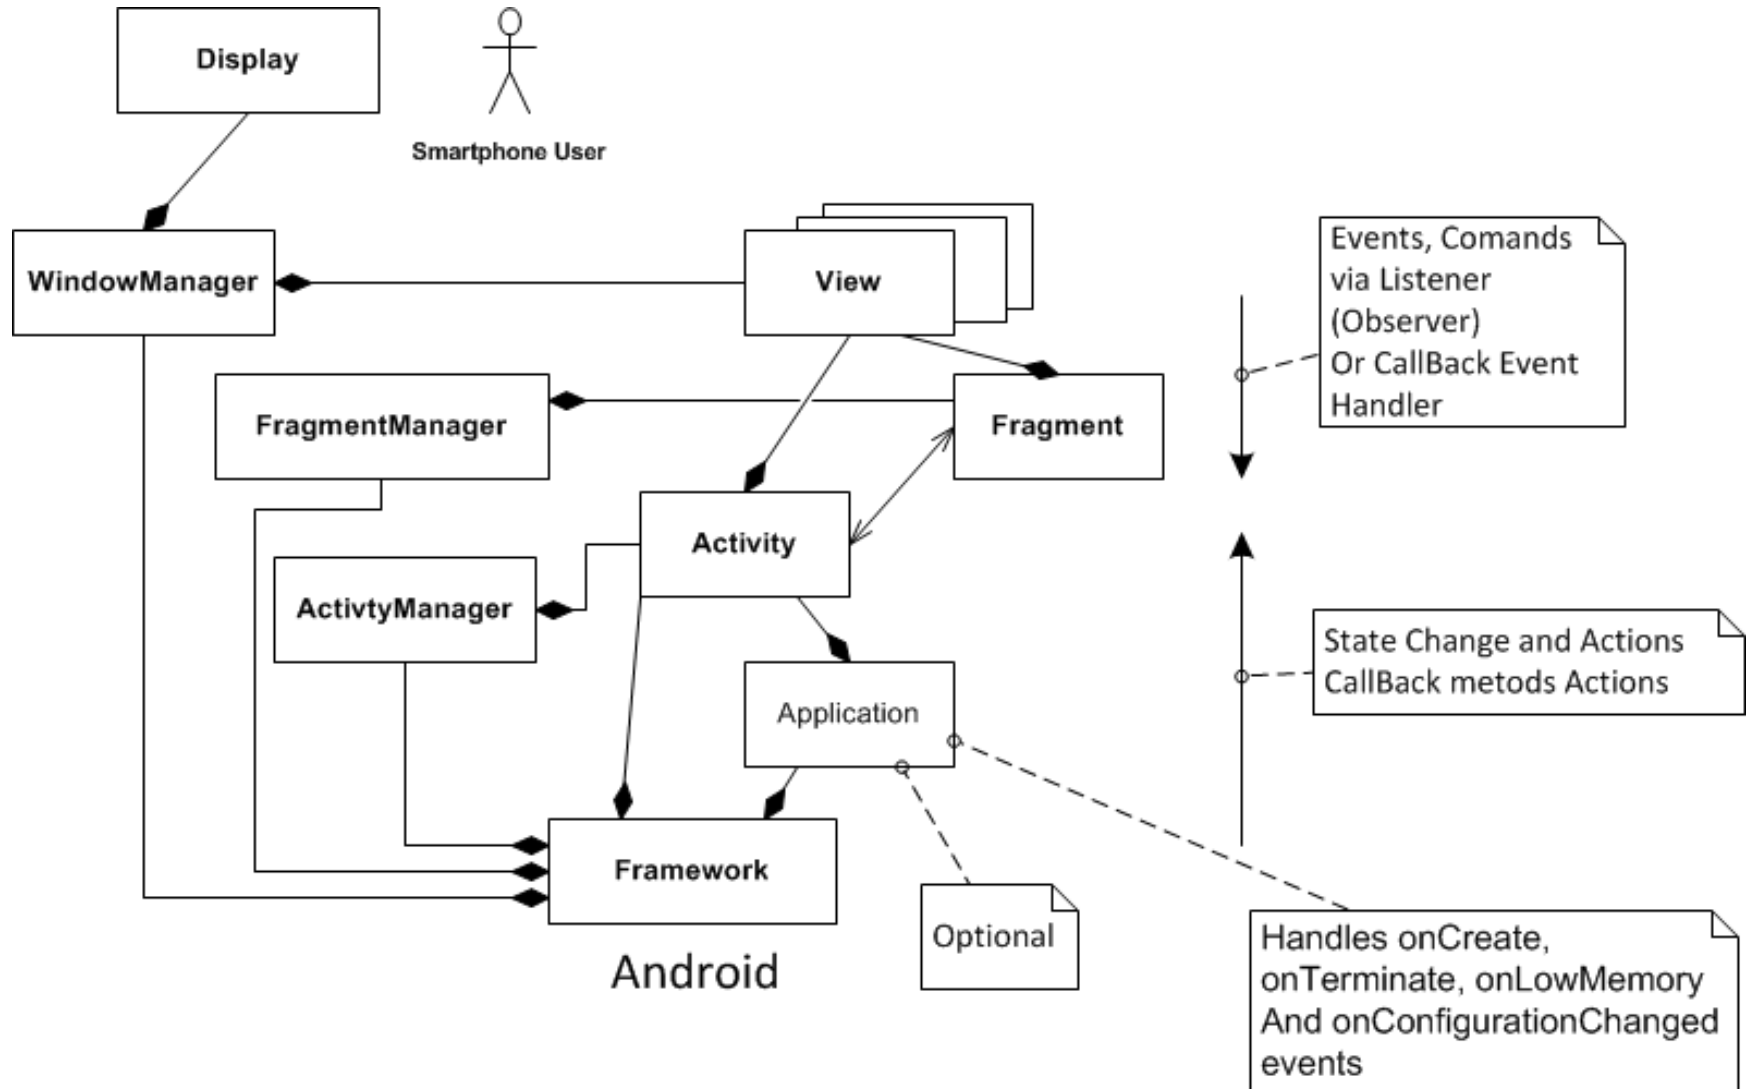 Display
Smartphone User
WindowManager
View
Events, Comands
via Listener
(Observer)
Or CallBack Event
Handler
FragmentManager
Fragment
Activity
ActivtyManager
State Change and Actions
CallBack metods Actions
Application
Framework
Optional
Android
Handles onCreate,
onTerminate, onLowMemory
And onConfigurationChanged
events